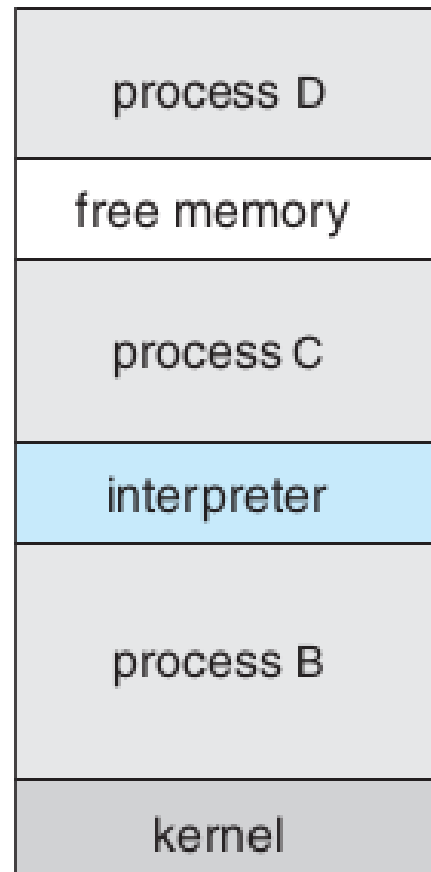 process D
free memory
process C
interpreter
process B
kernel